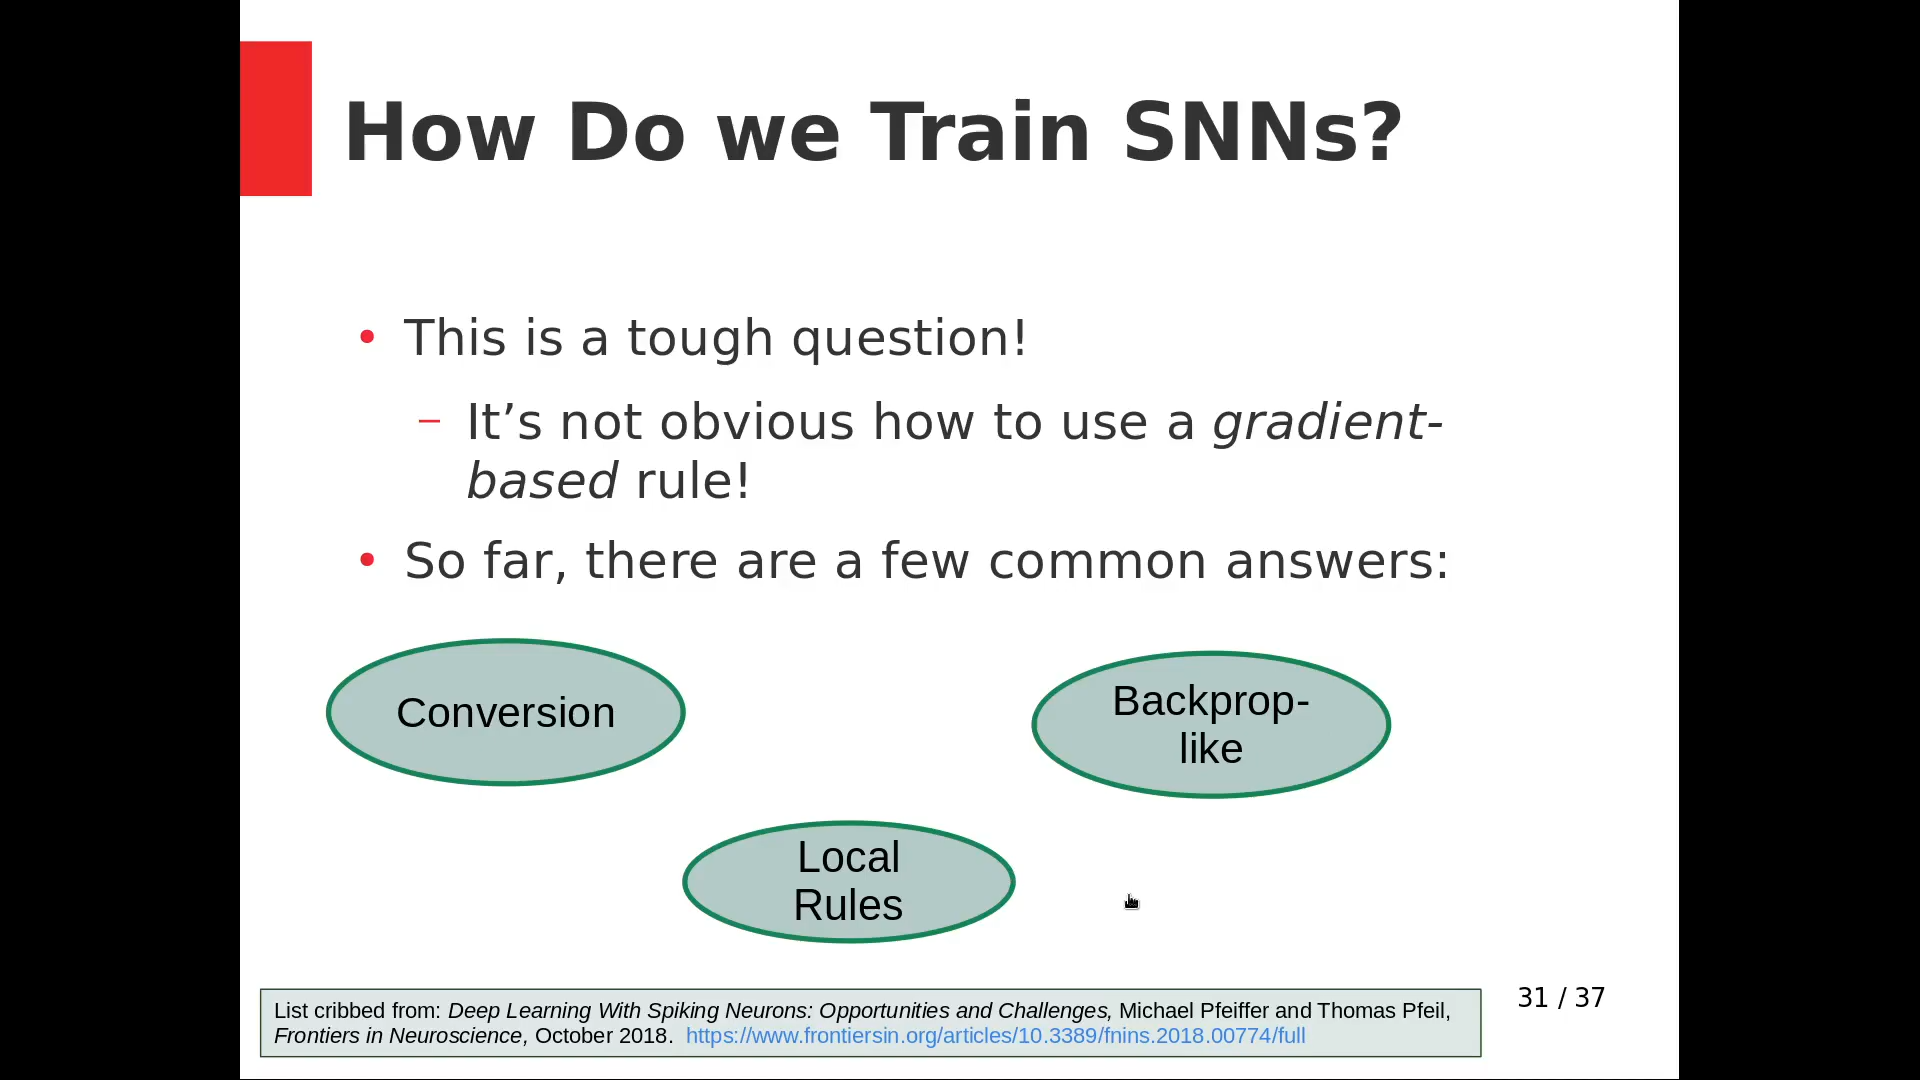 How Do we Train SNNs?
• This is a tough question!
– It’s not obvious how to use a gradient-
based rule!
• So far, there are a few common answers:
Conversion
Backprop-
like
Local
Rules
List cribbed from: Deep Learning With Spiking Neurons: Opportunities and Challenges, Michael Pfeiffer and Thomas Pfeil,
Frontiers in Neuroscience, October 2018. https://www.frontiersin.org/articles/10.3389/fnins.2018.00774/full
31 / 37